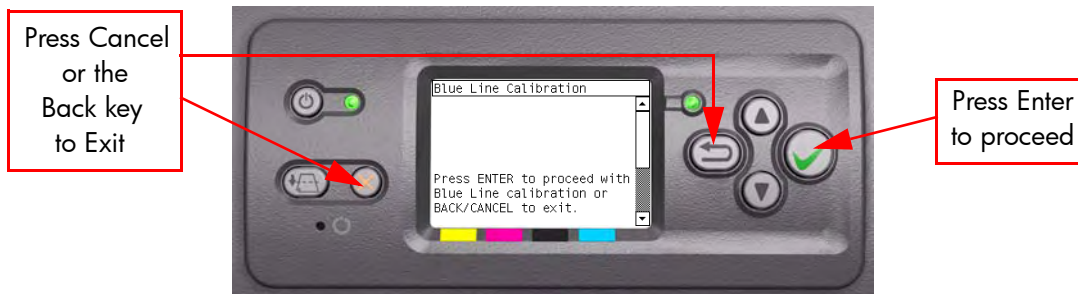 Press Cancel
or the
Back key
to Exit
Blue Line Calibration
Press ENTER to proceed with
Blue Line calibration or
BACK/CANCEL to exit.
Press Enter
to proceed